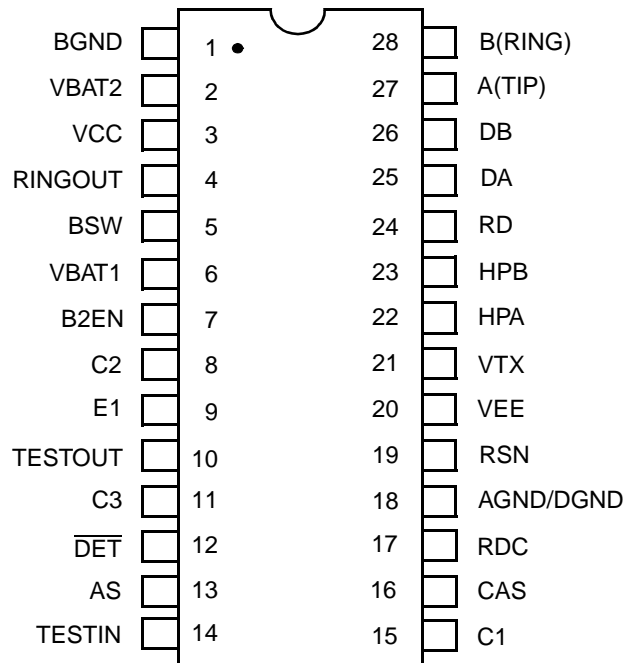 BGND 1 28 B(RING)
VBAT2 2 27 A(TIP)
VCC 3 26 DB
RINGOUT 4 25 DA
BSW 5 24 RD
VBAT1 6 23 HPB
B2EN 7 22 HPA
C2 8 21 VTX
E1 9 20 VEE
TESTOUT 10 19 RSN
C3 11 18 AGND/DGND
D̅E̅T̅ 12 17 RDC
AS 13 16 CAS
TESTIN 14 15 C1